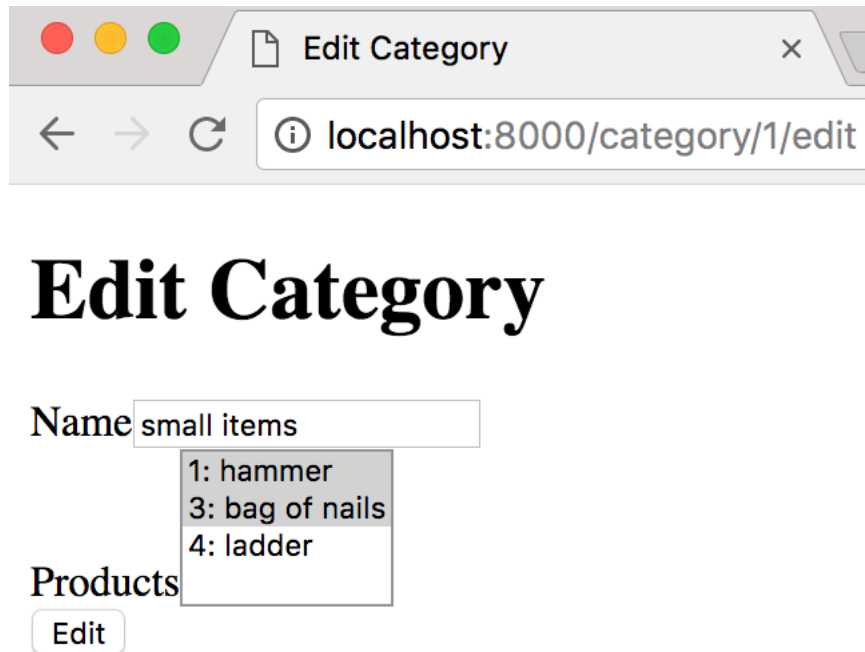 Edit Category
localhost:8000/category/1/edit
Edit Category
Name small items
1: hammer
3: bag of nails
4: ladder
Products
Edit